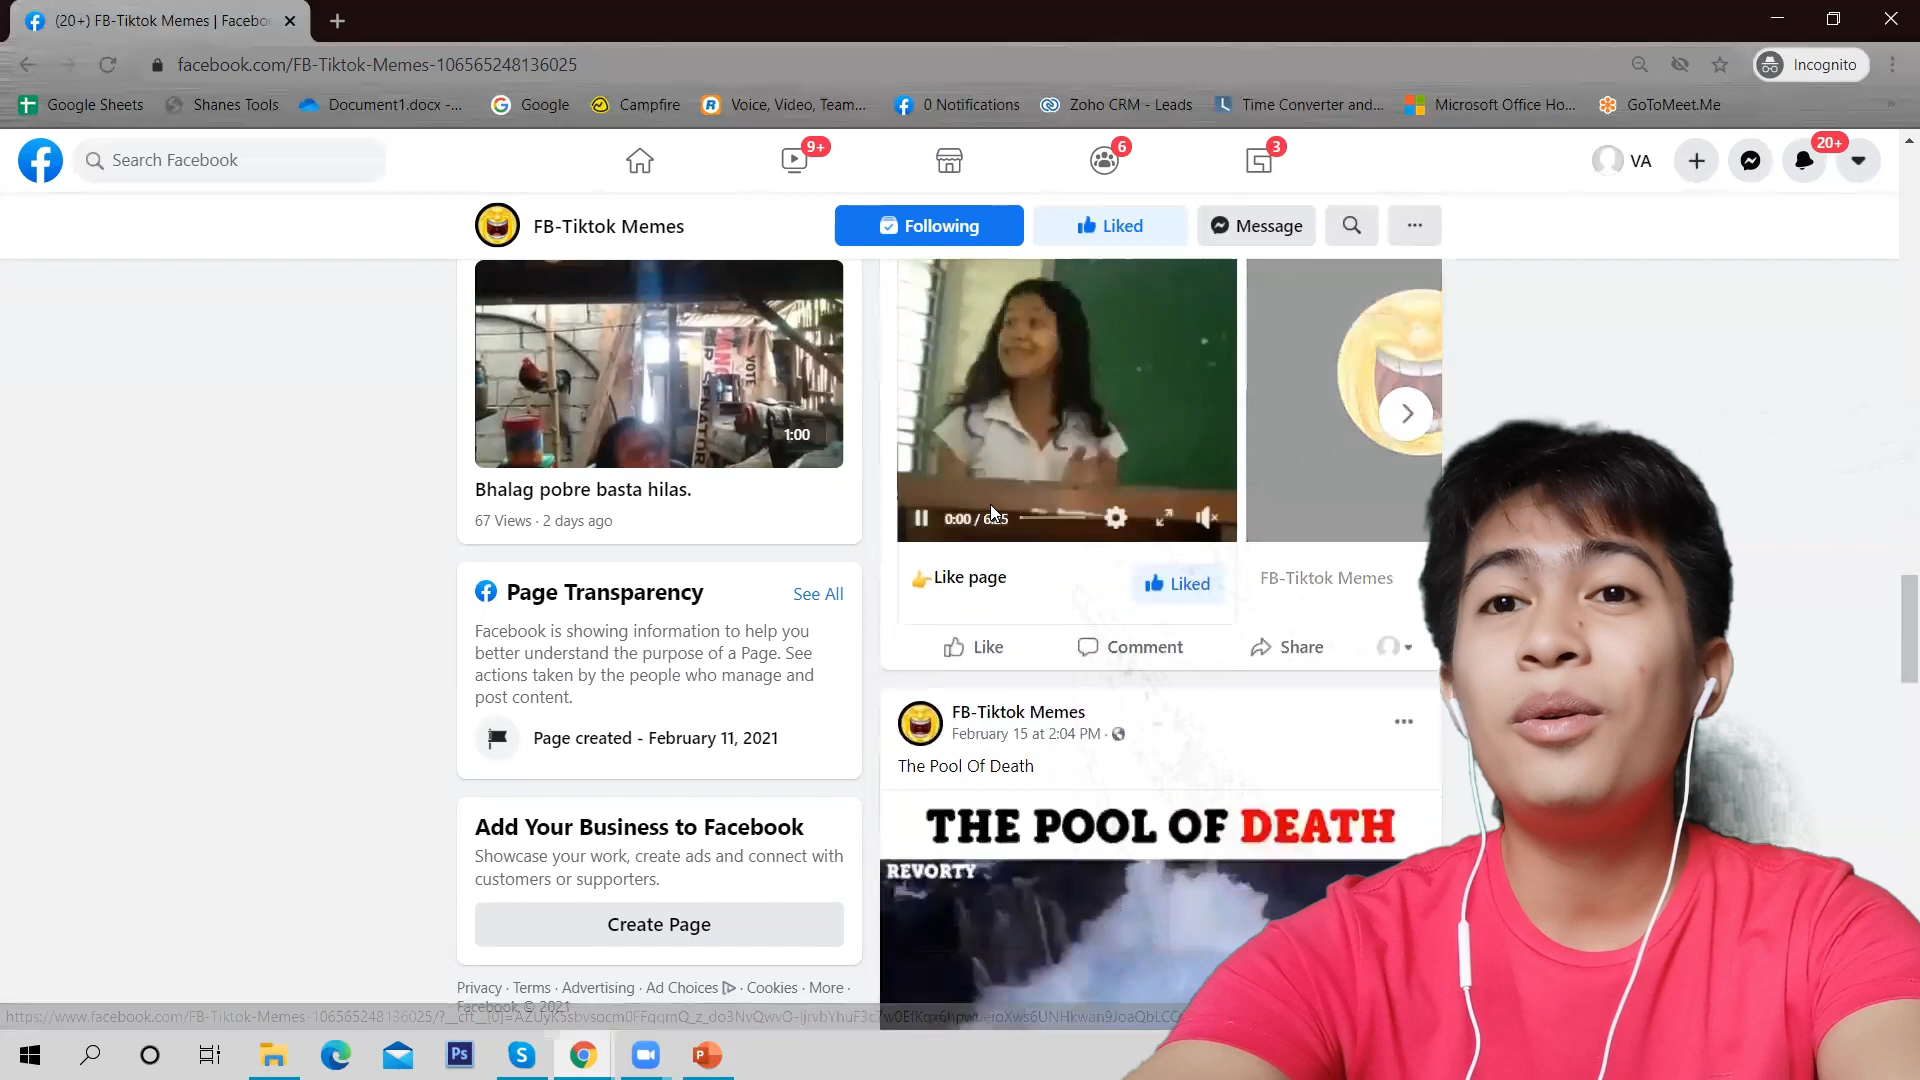 (20+) FB-Tiktok Memes | Facebo
facebook.com/FB-Tiktok-Memes-106565248136025
Incognito
Google Sheets
Shanes Tools
Document1.docx -...
Google
Campfire
Voice, Video, Team...
0 Notifications
Zoho CRM - Leads
Time Converter and...
Microsoft Office Ho...
GoToMeet.Me
Search Facebook
9+
6
3
VA
20+
FB-Tiktok Memes
Following
Liked
Message
VOTE
SENATOR
1:00
Bhalag pobre basta hilas.
67 Views · 2 days ago
Page Transparency
See All
Facebook is showing information to help you
better understand the purpose of a Page. See
actions taken by the people who manage and
post content.
Page created - February 11, 2021
Add Your Business to Facebook
Showcase your work, create ads and connect with
customers or supporters.
Create Page
Privacy · Terms · Advertising · Ad Choices · Cookies · More ·
Facebook © 2021
0:00 /
👉Like page
Liked
FB-Tiktok Memes
Like
Comment
Share
FB-Tiktok Memes
February 15 at 2:04 PM ·
The Pool Of Death
THE POOL OF DEATH
REVORTY
Ps